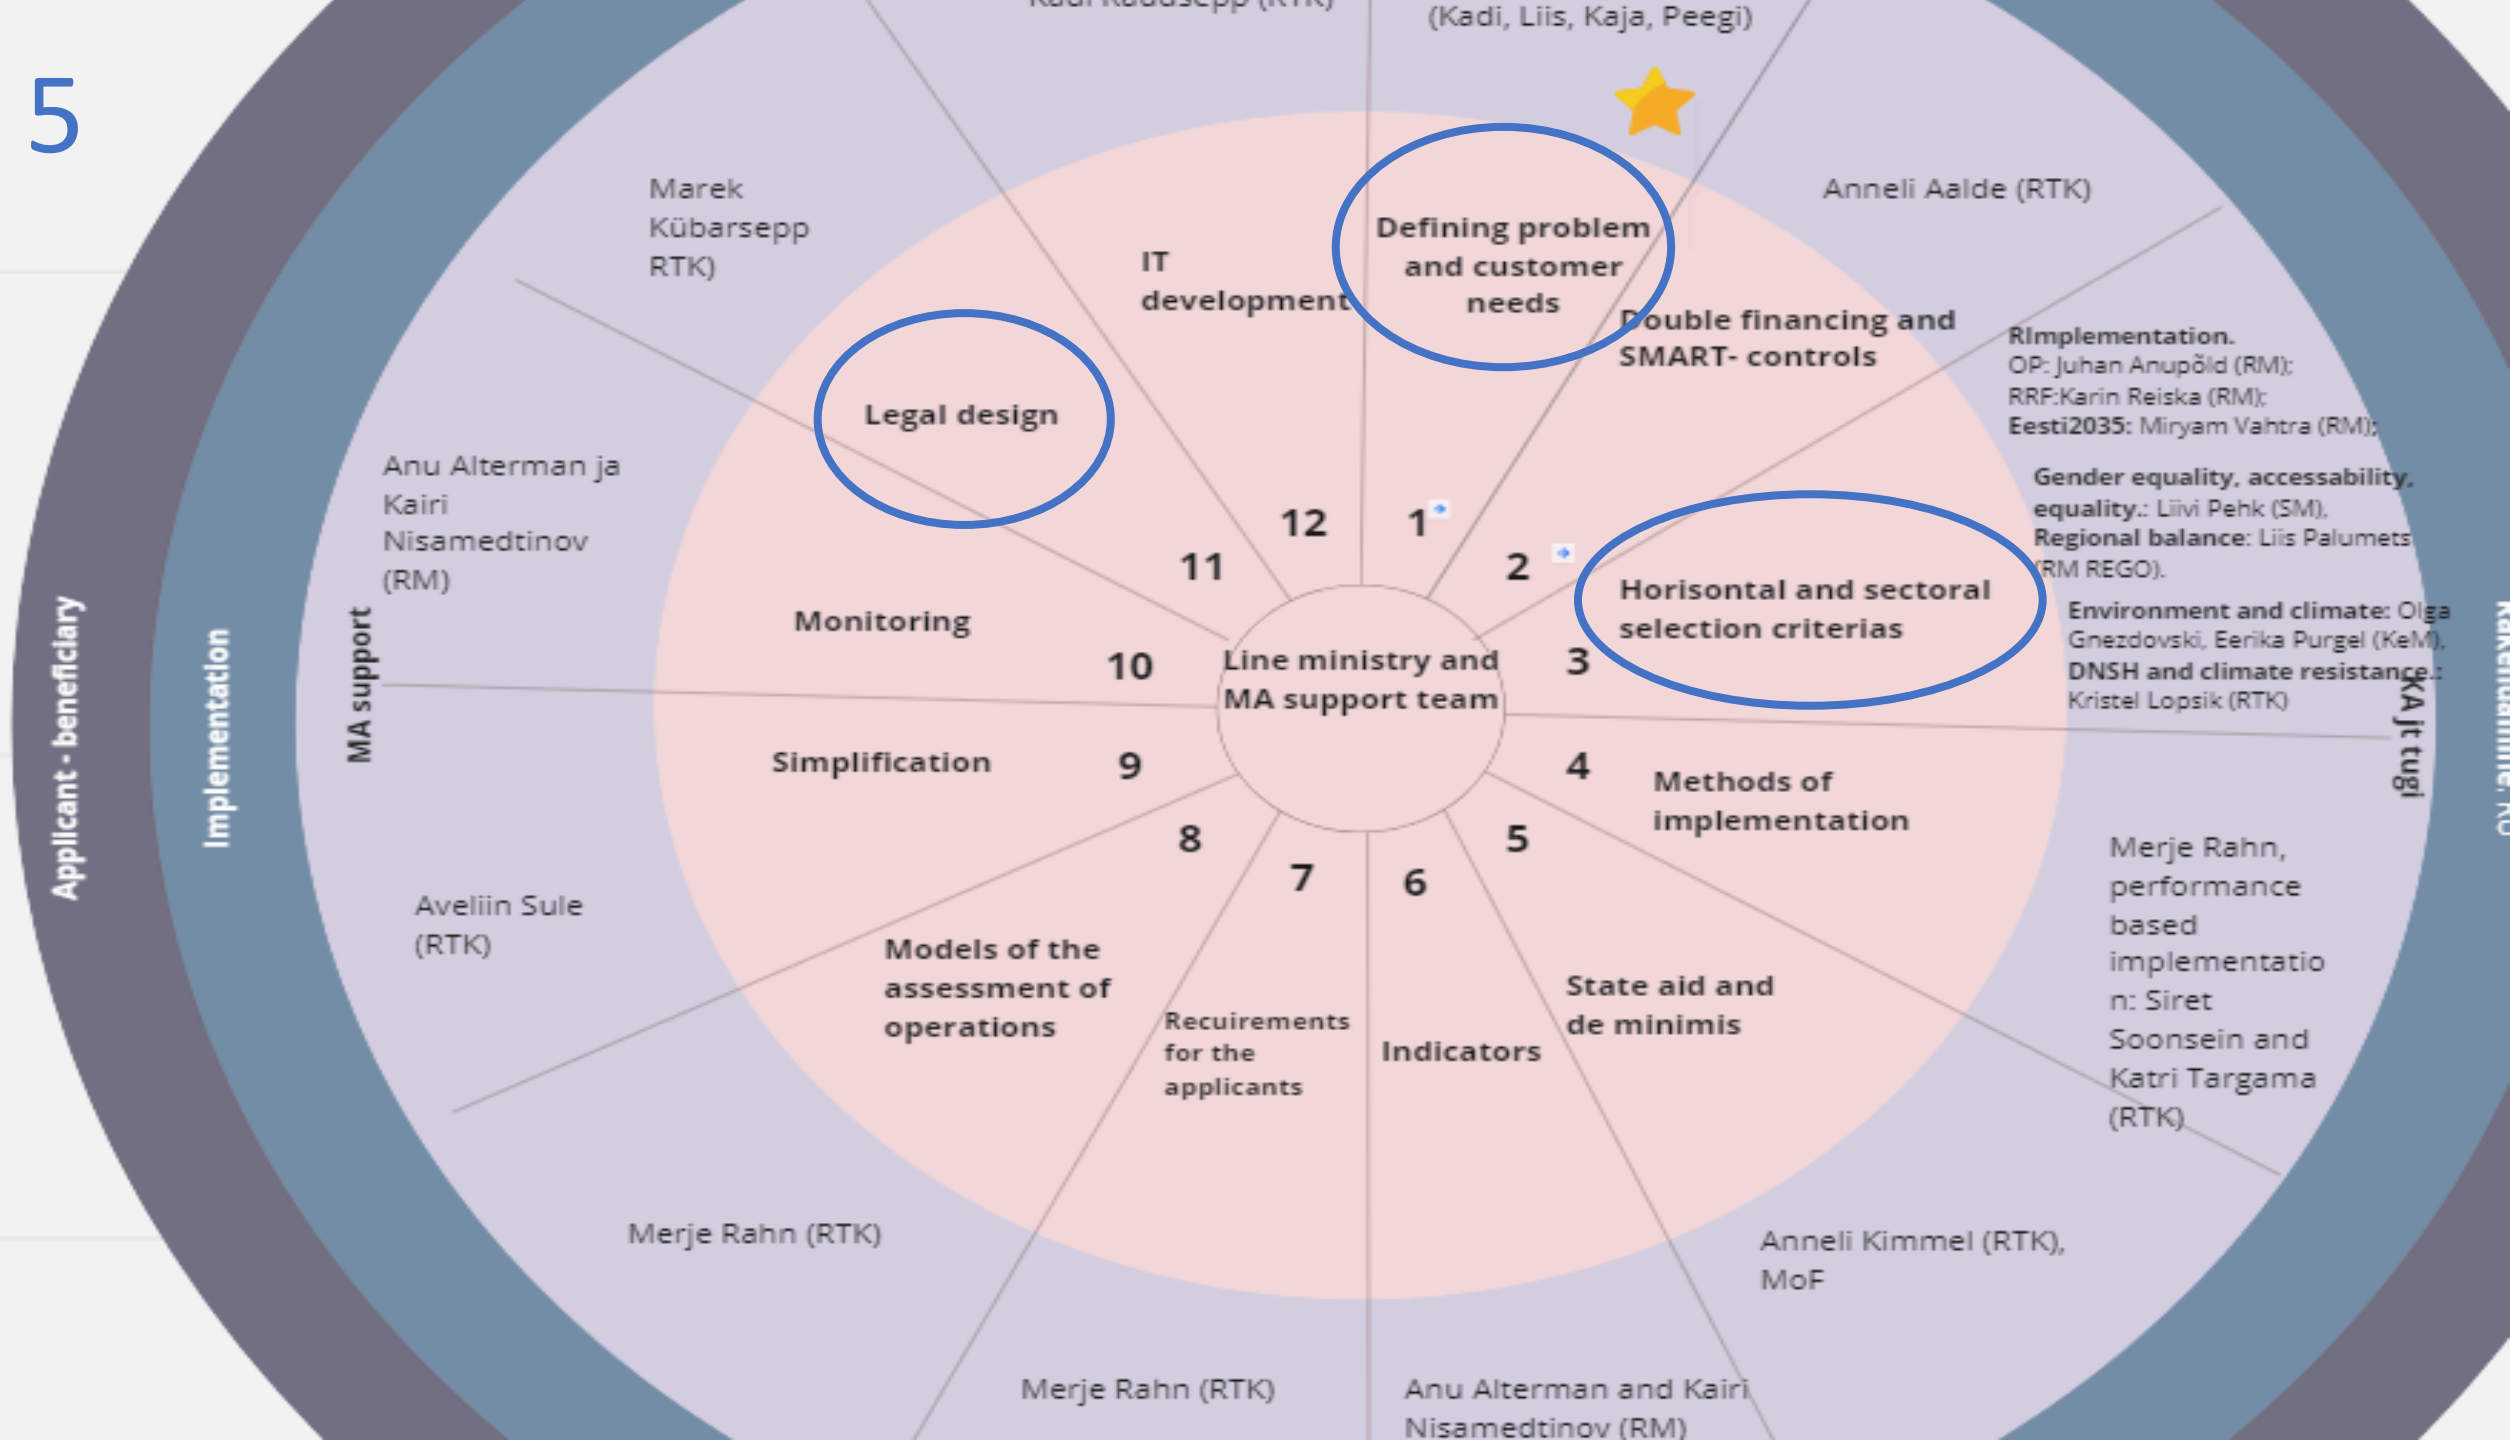 5
(Kadi, Liis, Kaja, Peegi)
Marek
Kübarsepp
RTK)
Anneli Aalde (RTK)
IT
development
Defining problem
and customer
needs
Double financing and
SMART- controls
RImplementation.
OP: Juhan Anupõld (RM);
RRF:Karin Reiska (RM);
Eesti2035: Miryam Vahtra (RM);
Gender equality, accessability,
equality.: Liivi Pehk (SM),
Regional balance: Liis Palumets
(RM REGO).
Environment and climate: Olga
Gnezdovski, Eerika Purgel (KeM),
DNSH and climate resistance.:
Kristel Lopsik (RTK)
Legal design
Anu Alterman ja
Kairi
Nisamedtinov
(RM)
12
1
11
2
Horisontal and sectoral
selection criterias
Monitoring
10
Line ministry and
MA support team
3
Applicant - beneficiary
Implementation
MA support
KA jt tugi
Simplification
9
4
Methods of
implementation
8
7
6
5
Merje Rahn,
performance
based
implementatio
n: Siret
Soonsein and
Katri Targama
(RTK)
Aveliin Sule
(RTK)
Models of the
assessment of
operations
Recuirements
for the
applicants
Indicators
State aid and
de minimis
Merje Rahn (RTK)
Anneli Kimmel (RTK),
MoF
Merje Rahn (RTK)
Anu Alterman and Kairi
Nisamedtinov (RM)